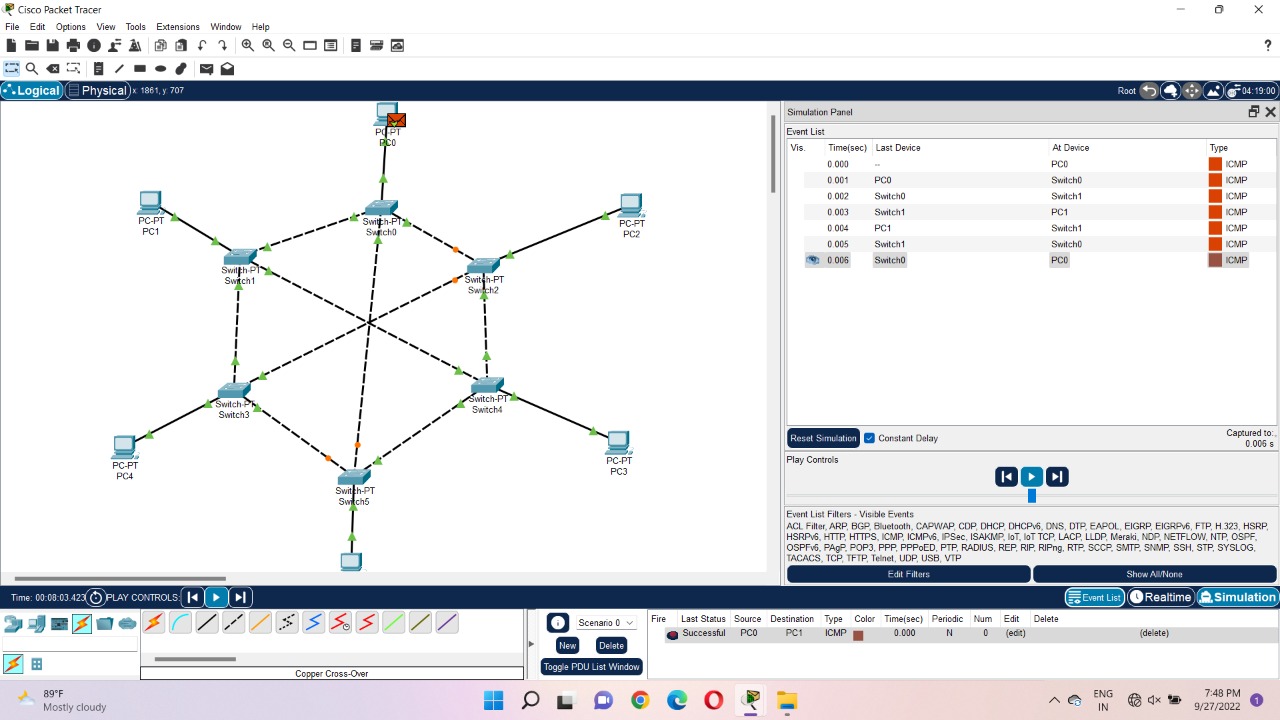 Cisco Packet Tracer
File Edit Options View Tools Extensions Window Help
?
Logical Physical x: 1861, y: 707
Root 04:19:00
PC-PT
PC0
PC-PT
PC1
PC-PT
PC2
Switch-PT
Switch0
Switch-PT
Switch1
Switch-PT
Switch2
Switch-PT
Switch3
Switch-PT
Switch4
PC-PT
PC4
PC-PT
PC3
Switch-PT
Switch5
Simulation Panel
Event List
Vis. Time(sec) Last Device At Device Type
0.000 -- PC0 ICMP
0.001 PC0 Switch0 ICMP
0.002 Switch0 Switch1 ICMP
0.003 Switch1 PC1 ICMP
0.004 PC1 Switch1 ICMP
0.005 Switch1 Switch0 ICMP
0.006 Switch0 PC0 ICMP
Reset Simulation Constant Delay Captured to:
0.006 s
Play Controls
Event List Filters - Visible Events
ACL Filter, ARP, BGP, Bluetooth, CAPWAP, CDP, DHCP, DHCPv6, DNS, DTP, EAPOL, EIGRP, EIGRPv6, FTP, H.323, HSRP,
HSRPv6, HTTP, HTTPS, ICMP, ICMPv6, IPSec, ISAKMP, IoT, IoT TCP, LACP, LLDP, Meraki, NDP, NETFLOW, NTP, OSPF,
OSPFv6, PAgP, POP3, PPP, PPPoED, PTP, RADIUS, REP, RIP, RIPng, RTP, SCCP, SMTP, SNMP, SSH, STP, SYSLOG,
TACACS, TCP, TFTP, Telnet, UDP, USB, VTP
Edit Filters Show All/None
Time: 00:08:03.423 PLAY CONTROLS: Event List Realtime Simulation
Scenario 0
New Delete
Toggle PDU List Window
Copper Cross-Over
Fire Last Status Source Destination Type Color Time(sec) Periodic Num Edit Delete
Successful PC0 PC1 ICMP 0.000 N 0 (edit) (delete)
89°F
Mostly cloudy
ENG
IN
7:48 PM
9/27/2022
1